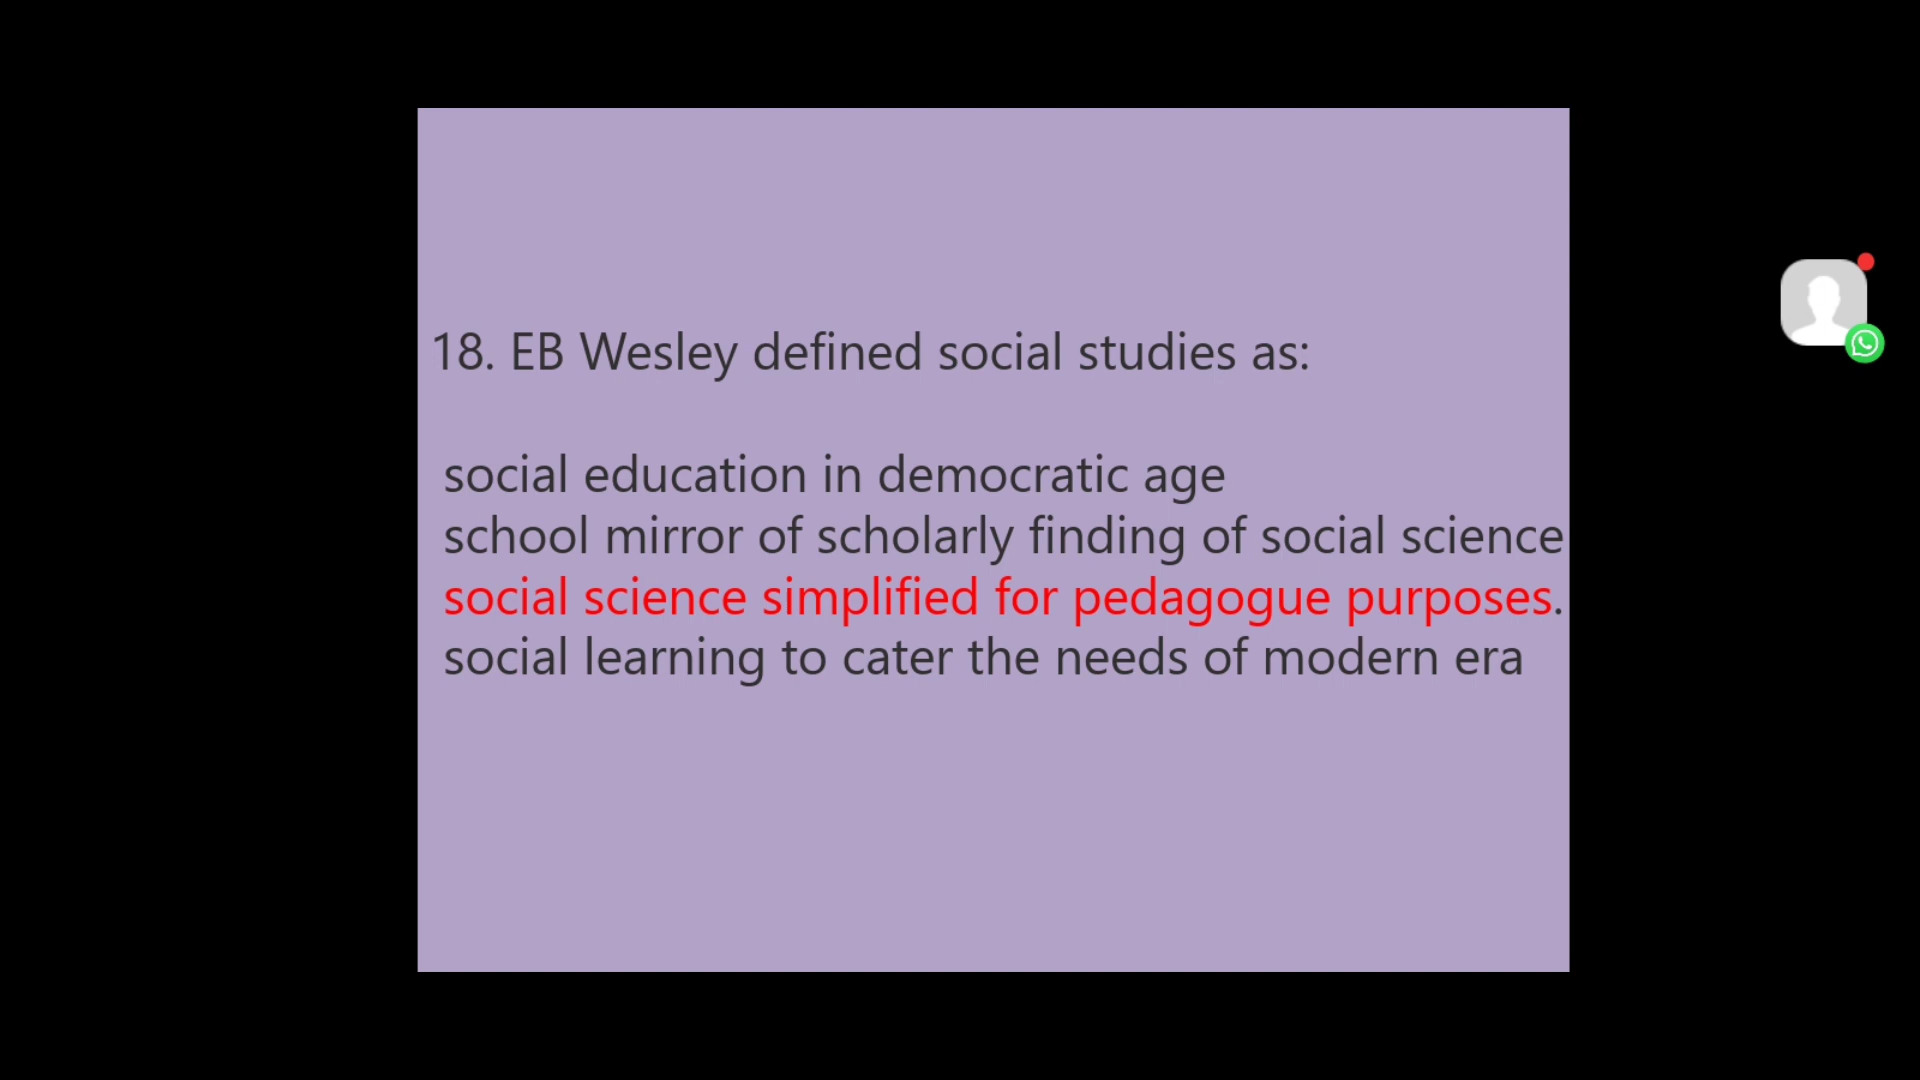 18. EB Wesley defined social studies as:
social education in democratic age
school mirror of scholarly finding of social science
social science simplified for pedagogue purposes.
social learning to cater the needs of modern era